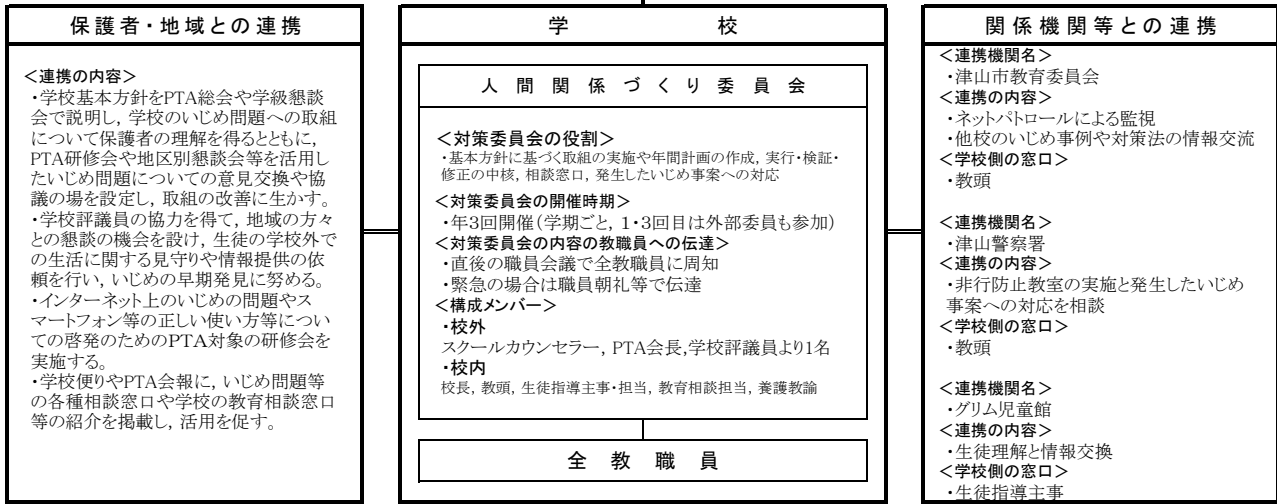 保護者・地域との連携
<連携の内容>
・学校基本方針をPTA総会や学級懇談
会で説明し，学校のいじめ問題への取組
について保護者の理解を得るとともに，
PTA研修会や地区別懇談会等を活用し
たいじめ問題についての意見交換や協
議の場を設定し，取組の改善に生かす。
・学校評議員の協力を得て，地域の方々
との懇談の機会を設け，生徒の学校外で
の生活に関する見守りや情報提供の依
頼を行い，いじめの早期発見に努める。
・インターネット上のいじめの問題やス
マートフォン等の正しい使い方等につい
ての啓発のためのPTA対象の研修会を
実施する。
・学校便りやPTA会報に，いじめ問題等
の各種相談窓口や学校の教育相談窓口
等の紹介を掲載し，活用を促す。
学校
人間関係づくり委員会
<対策委員会の役割>
・基本方針に基づく取組の実施や年間計画の作成，実行・検証・
修正の中核，相談窓口，発生したいじめ事案への対応
<対策委員会の開催時期>
・年3回開催（学期ごと，1・3回目は外部委員も参加）
<対策委員会の内容の教職員への伝達>
・直後の職員会議で全教職員に周知
・緊急の場合は職員朝礼等で伝達
<構成メンバー>
・校外
スクールカウンセラー，PTA会長,学校評議員より1名
・校内
校長，教頭，生徒指導主事・担当，教育相談担当，養護教諭
全教職員
関係機関等との連携
<連携機関名>
・津山市教育委員会
<連携の内容>
・ネットパトロールによる監視
・他校のいじめ事例や対策法の情報交流
<学校側の窓口>
・教頭
<連携機関名>
・津山警察署
<連携の内容>
・非行防止教室の実施と発生したいじめ
事案への対応を相談
<学校側の窓口>
・教頭
<連携機関名>
・グリム児童館
<連携の内容>
・生徒理解と情報交換
<学校側の窓口>
・生徒指導主事